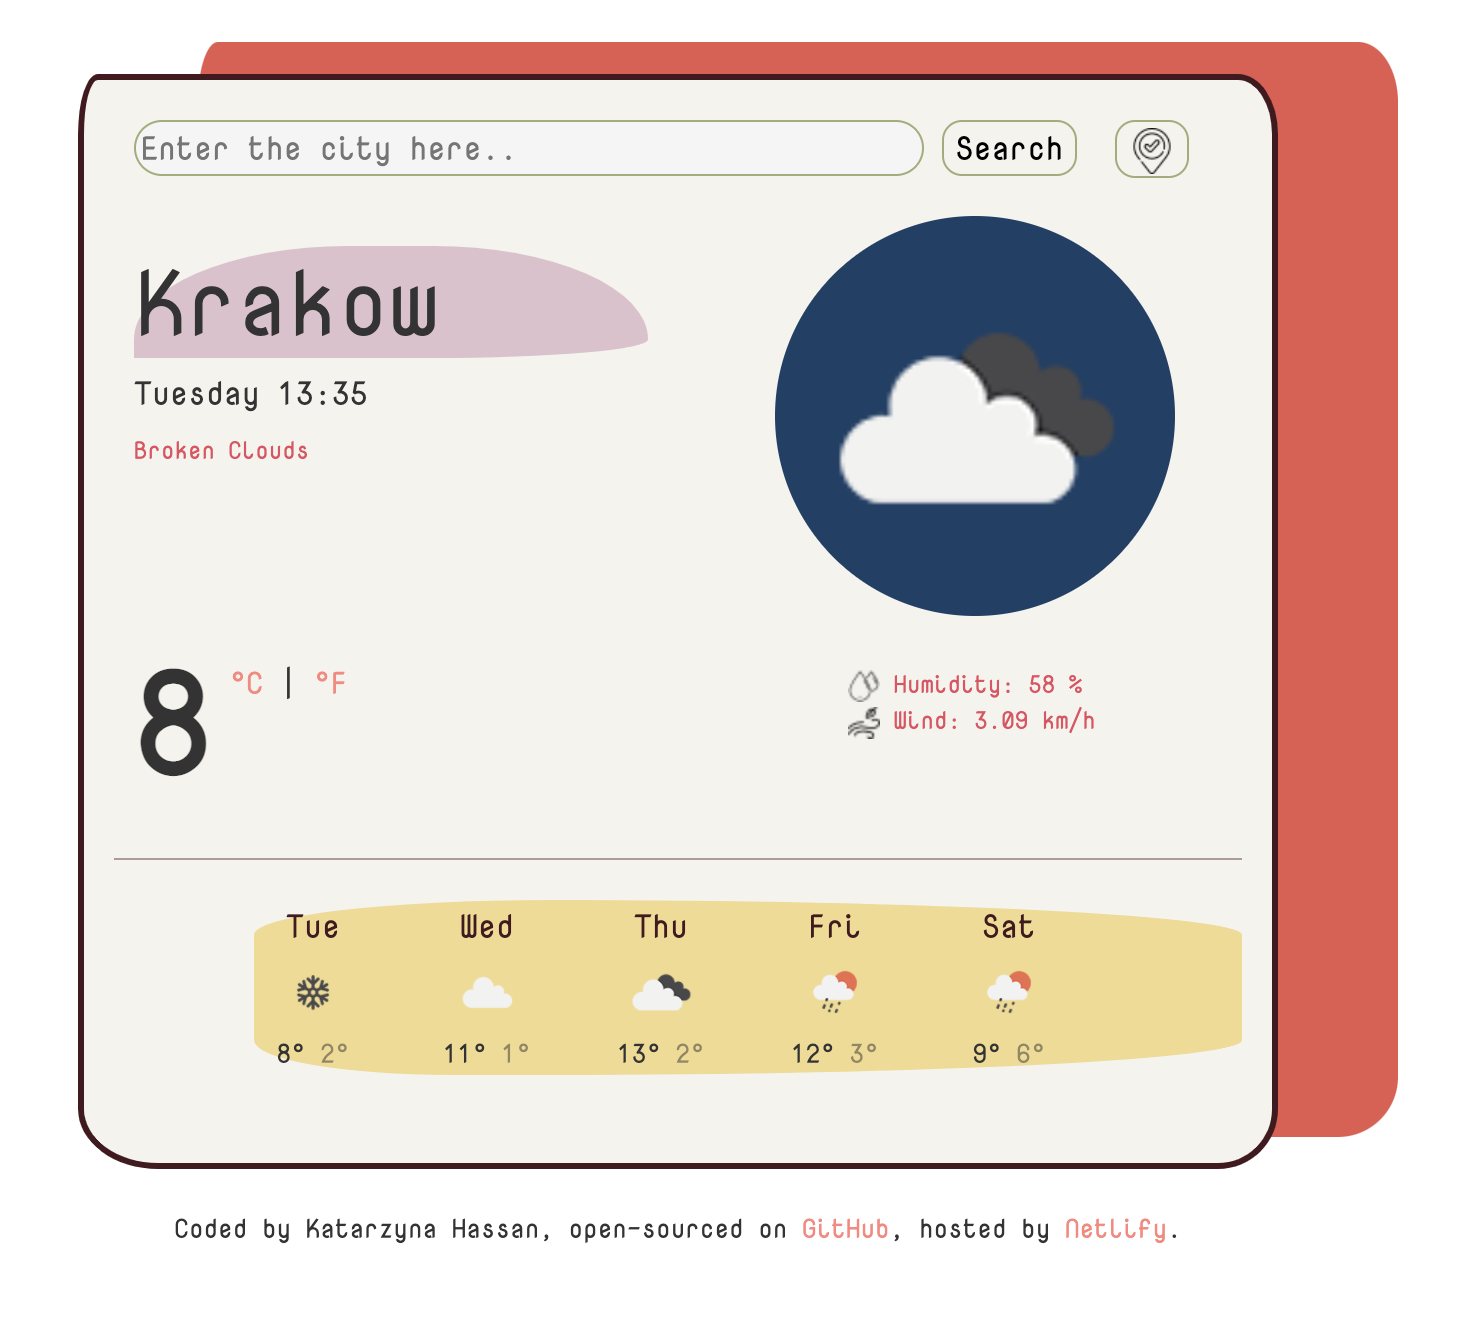 Enter the city here..
Search
Krakow
Tuesday 13:35
Broken Clouds
8 °C | °F
Humidity: 58 %
Wind: 3.09 km/h
Tue Wed Thu Fri Sat
8° 2° 11° 1° 13° 2° 12° 3° 9° 6°
Coded by Katarzyna Hassan, open-sourced on GitHub, hosted by Netlify.